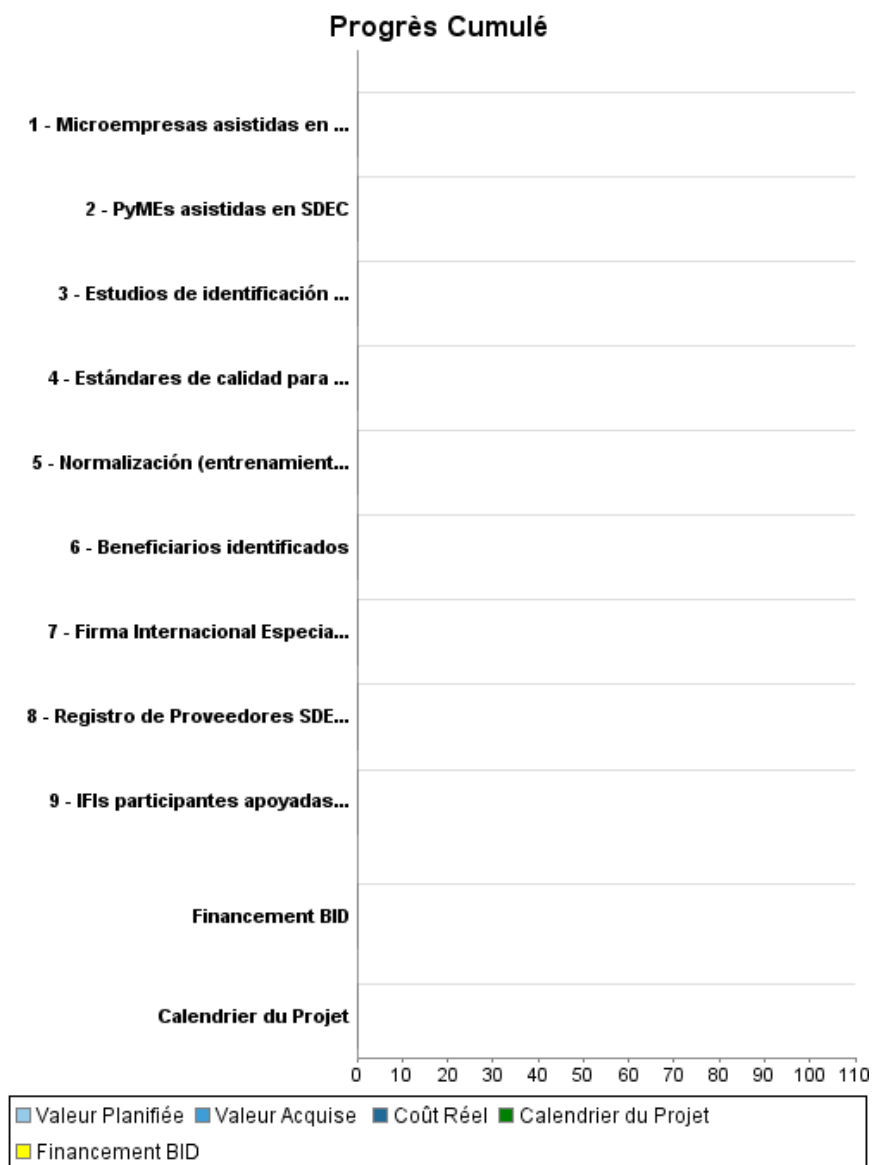 Progrès Cumulé
1 - Microempresas asistidas en ...
2 - PyMEs asistidas en SDEC
3 - Estudios de identificación ...
4 - Estándares de calidad para ...
5 - Normalización (entrenamient...
6 - Beneficiarios identificados
7 - Firma Internacional Especia...
8 - Registro de Proveedores SDE...
9 - IFIs participantes apoyadas...
Financement BID
Calendrier du Projet
0 10 20 30 40 50 60 70 80 90 100 110
Valeur Planifiée Valeur Acquise Coût Réel Calendrier du Projet
Financement BID